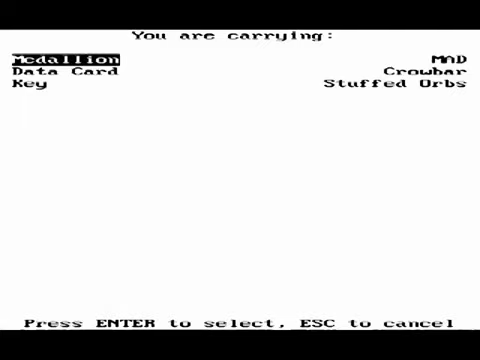 You are carrying:
Medallion MAD
Data Card Crowbar
Key Stuffed Orbs
Press ENTER to select, ESC to cancel